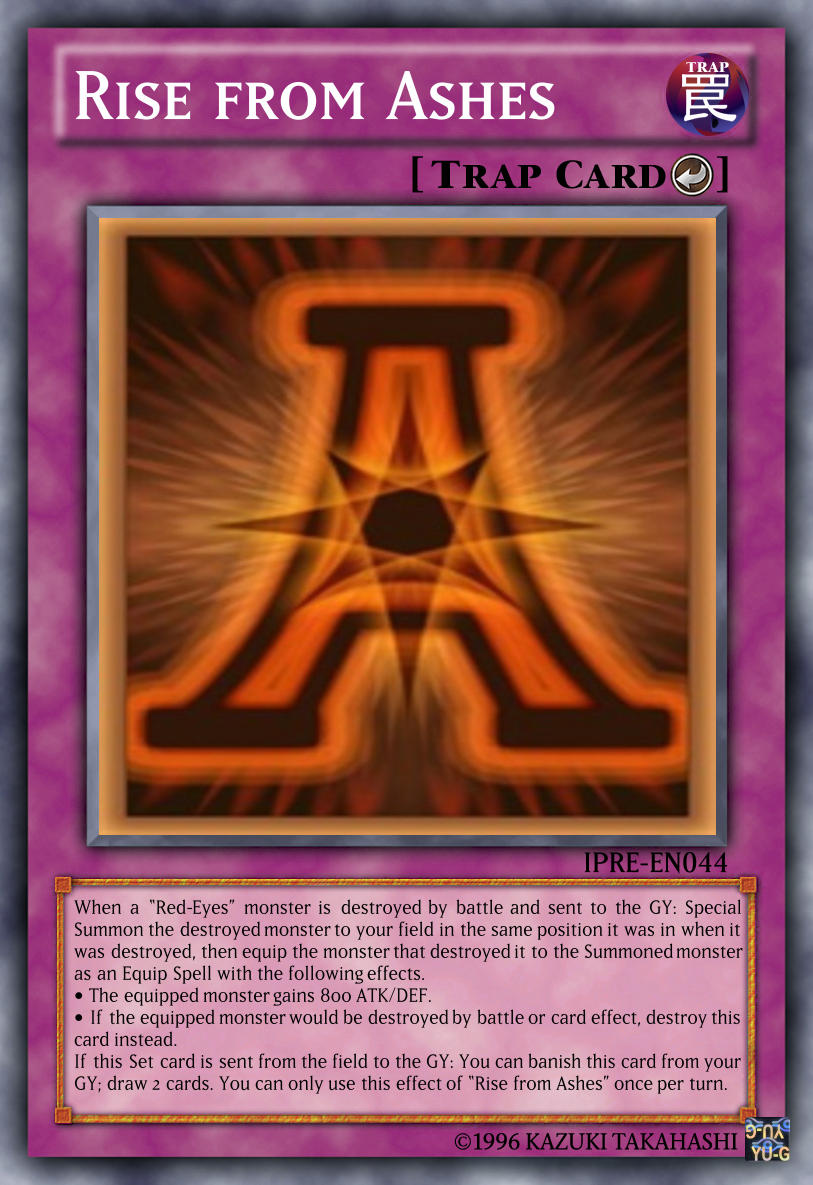 Rise from Ashes
TRAP
罠
[ Trap Card ]
A
IPRE-EN044
When a "Red-Eyes" monster is destroyed by battle and sent to the GY: Special
Summon the destroyed monster to your field in the same position it was in when it
was destroyed, then equip the monster that destroyed it to the Summoned monster
as an Equip Spell with the following effects.
• The equipped monster gains 800 ATK/DEF.
• If the equipped monster would be destroyed by battle or card effect, destroy this
card instead.
If this Set card is sent from the field to the GY: You can banish this card from your
GY; draw 2 cards. You can only use this effect of "Rise from Ashes" once per turn.
©1996 KAZUKI TAKAHASHI
YU-G